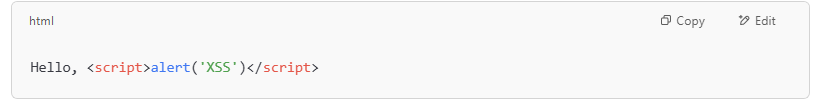 html Copy Edit
Hello, <script>alert('XSS')</script>